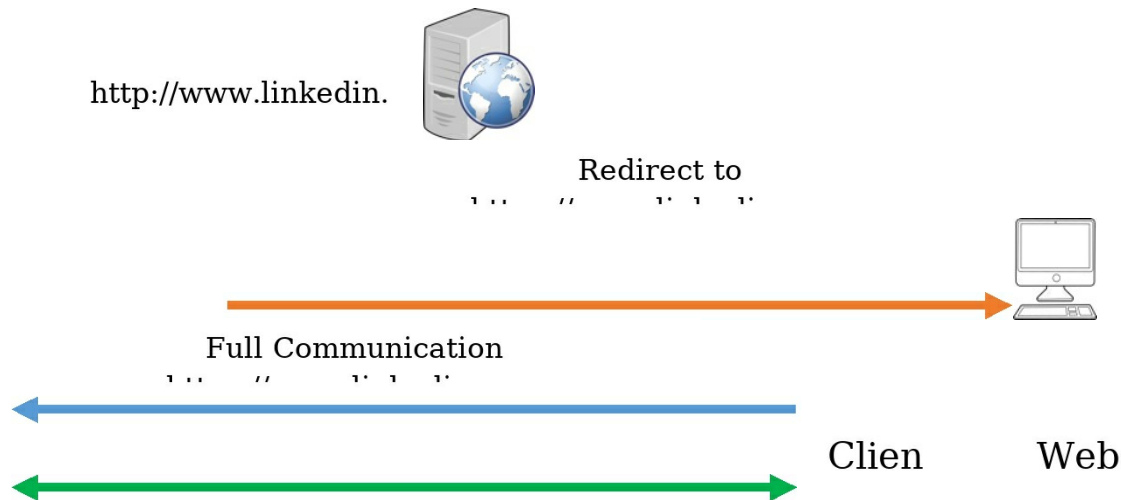 http://www.linkedin.
Redirect to
Full Communication
Clien
Web